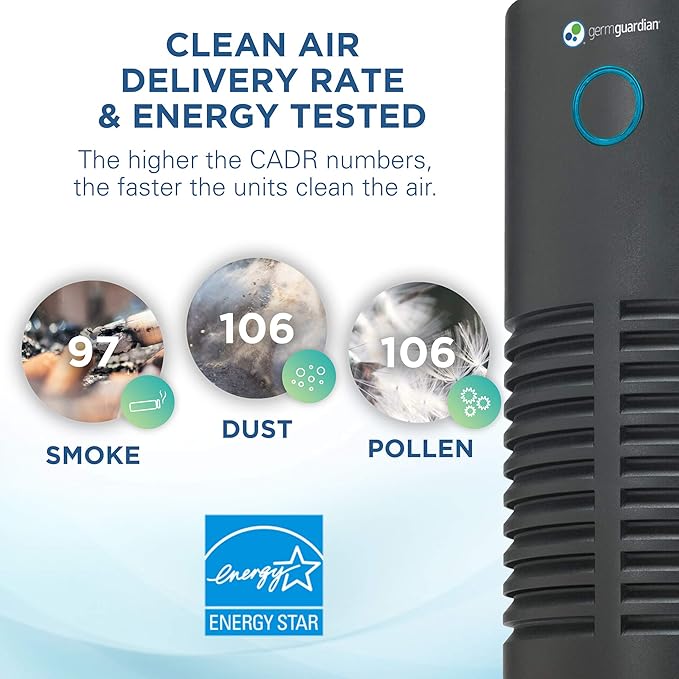 CLEAN AIR
DELIVERY RATE
& ENERGY TESTED
The higher the CADR numbers,
the faster the units clean the air.
germguardian®
97
SMOKE
106
DUST
106
POLLEN
energy
ENERGY STAR